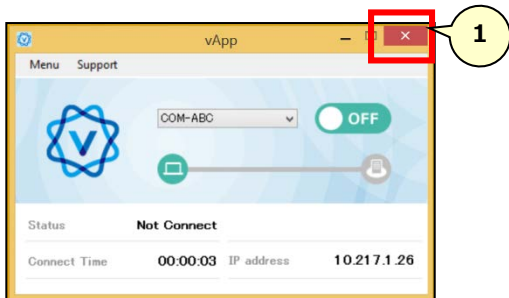 vApp
1
Menu Support
COM-ABC
OFF
Status Not Connect
Connect Time 00:00:03 IP address 10.217.1.26